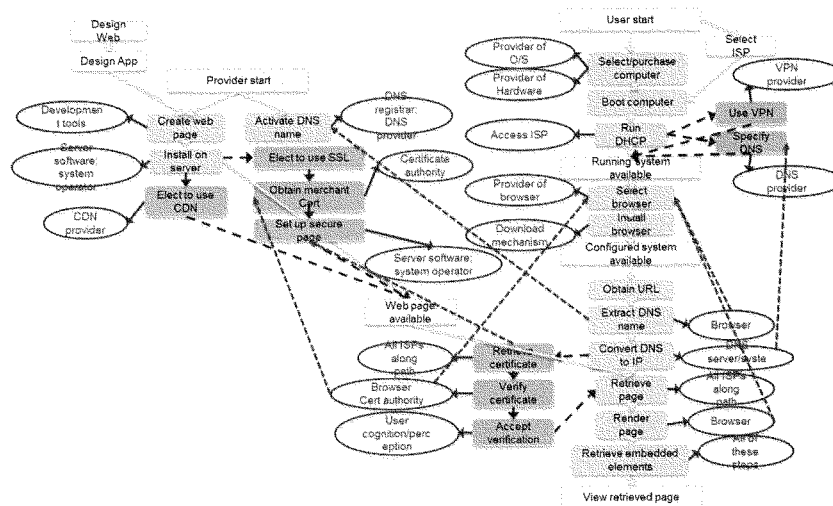 Design
Web
Design App
Provider start
Create web
page
Developmen
t tools
Activate DNS
name
DNS
registrar;
DNS
provider
Install on
server
Server
software;
system
operator
Elect to use SSL
Certificate
authority
Elect to use
CDN
Obtain merchant
Cert
CDN
provider
Set up secure
page
Server software;
system operator
Web page
available
User start
Select
ISP
Provider of
O/S
Provider of
Hardware
Select/purchase
computer
VPN
provider
Boot computer
Use VPN
Access ISP
Run
DHCP
Specify
DNS
Running system
available
DNS
provider
Provider of
browser
Select
browser
Download
mechanism
Install
browser
Configured system
available
Obtain URL
Extract DNS
name
Browser
Convert DNS
to IP
DNS
server/syste
All ISPs
along
path
Retrieve
certificate
Retrieve
page
All ISPs
along
path
Browser
Cert authority
Verify
certificate
Render
page
Browser
User
cognition/perc
eption
Accept
verification
Retrieve embedded
elements
All of
these
steps
View retrieved page